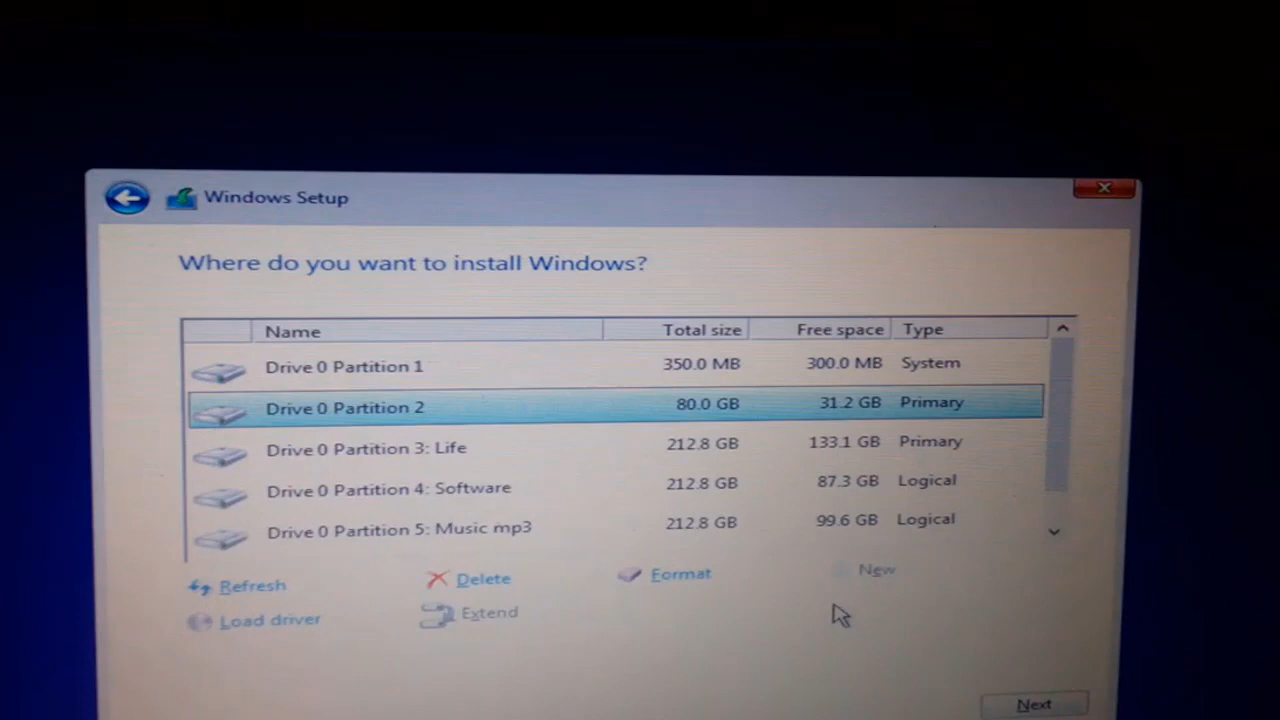 Windows Setup
Where do you want to install Windows?
Name Total size Free space Type
Drive 0 Partition 1 350.0 MB 300.0 MB System
Drive 0 Partition 2 80.0 GB 31.2 GB Primary
Drive 0 Partition 3: Life 212.8 GB 133.1 GB Primary
Drive 0 Partition 4: Software 212.8 GB 87.3 GB Logical
Drive 0 Partition 5: Music mp3 212.8 GB 99.6 GB Logical
Refresh Delete Format New
Load driver Extend
Next